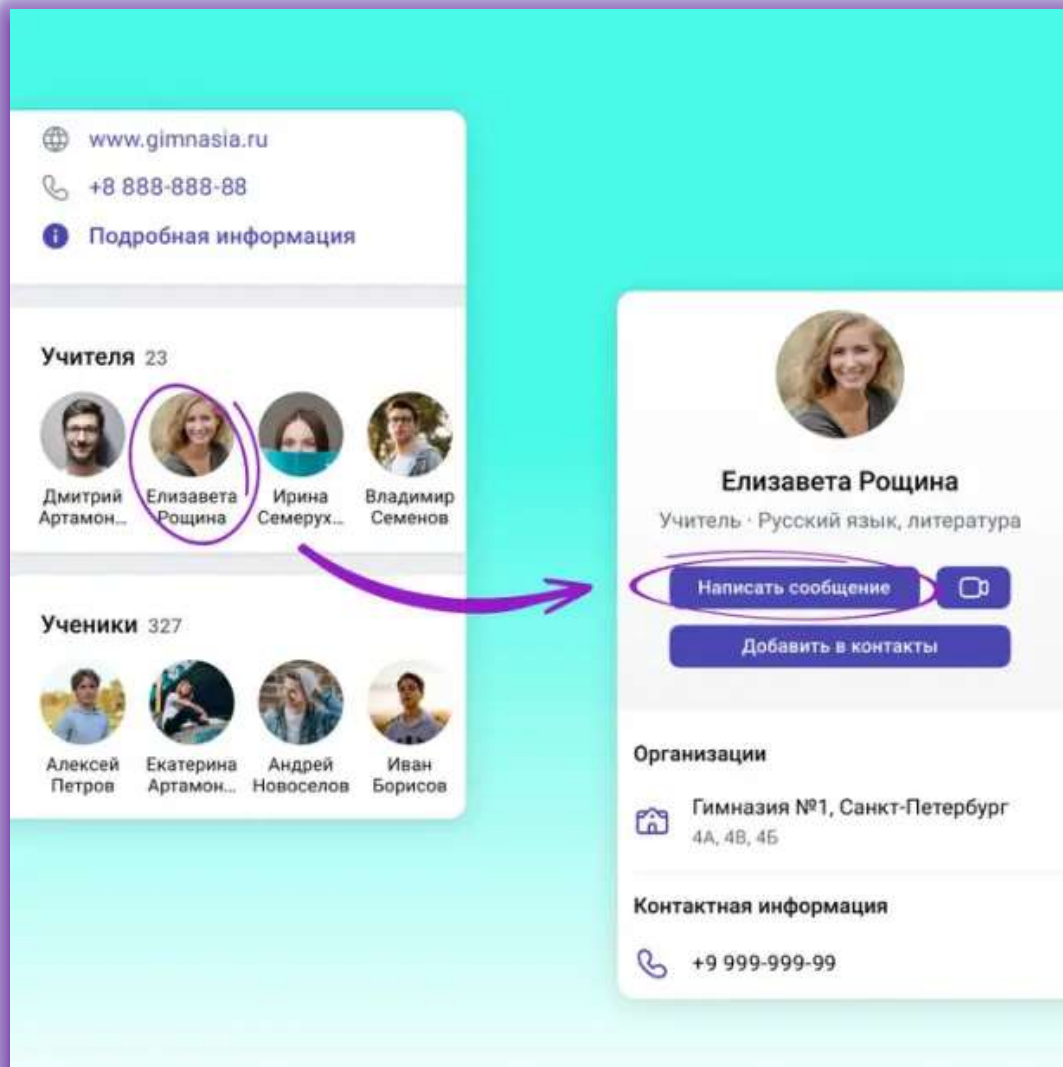 www.gimnasia.ru
+8 888-888-88
Подробная информация
Учителя 23
Дмитрий
Артамон...
Елизавета
Рощина
Ирина
Семерух...
Владимир
Семенов
Ученики 327
Алексей
Петров
Екатерина
Артамон...
Андрей
Новоселов
Иван
Борисов
Елизавета Рощина
Учитель · Русский язык, литература
Написать сообщение
Добавить в контакты
Организации
Гимназия №1, Санкт-Петербург
4А, 4В, 4Б
Контактная информация
+9 999-999-99